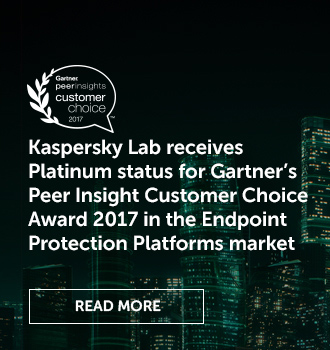 Gartner
peerinsights
customer
choice
2017
Kaspersky Lab receives
Platinum status for Gartner's
Peer Insight Customer Choice
Award 2017 in the Endpoint
Protection Platforms market
READ MORE